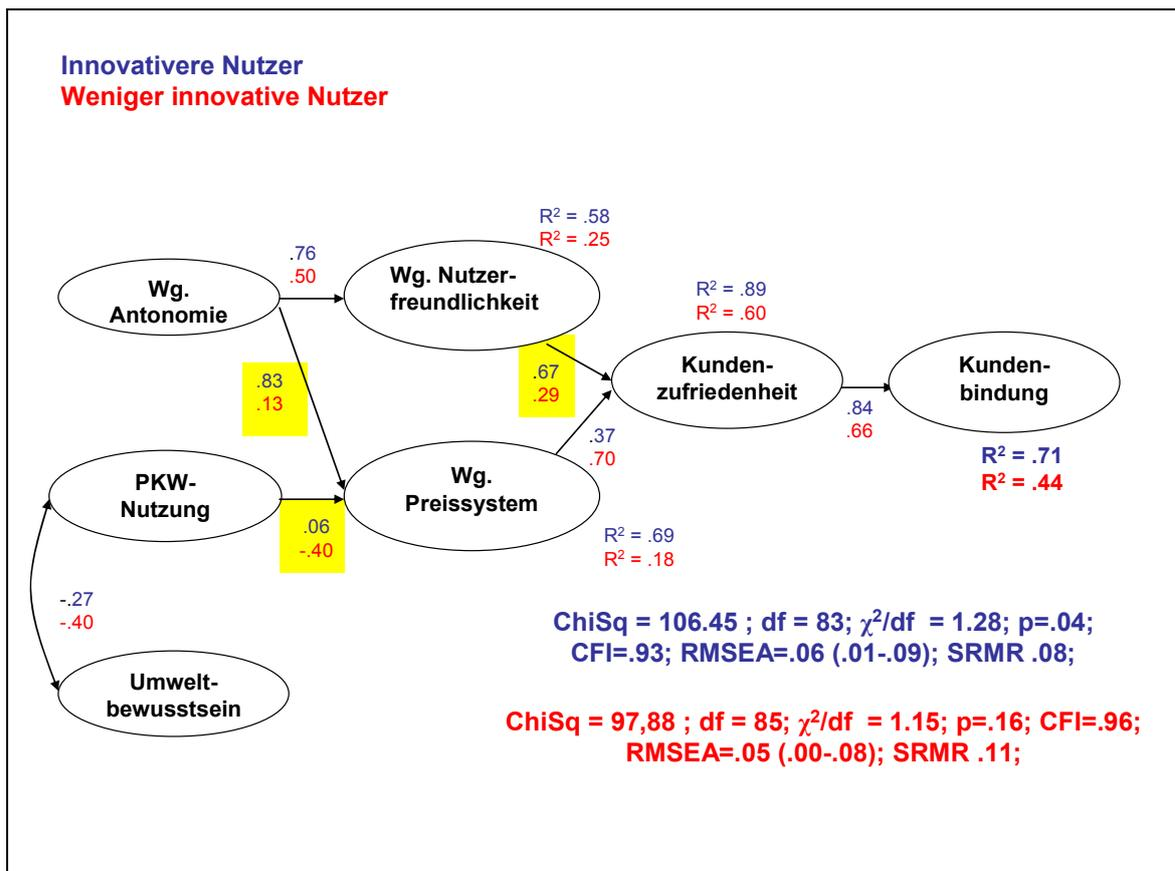 Innovativere Nutzer
Weniger innovative Nutzer
R² = .58
R² = .25
.76
.50
Wg. Nutzer-
freundlichkeit
Wg.
Antonomie
R² = .89
R² = .60
.83
.13
.67
.29
Kunden-
zufriedenheit
Kunden-
bindung
.84
.66
.37
.70
R² = .71
R² = .44
PKW-
Nutzung
Wg.
Preissystem
.06
-.40
R² = .69
R² = .18
-.27
-.40
ChiSq = 106.45 ; df = 83; χ²/df = 1.28; p=.04;
CFI=.93; RMSEA=.06 (.01-.09); SRMR .08;
Umwelt-
bewusstsein
ChiSq = 97,88 ; df = 85; χ²/df = 1.15; p=.16; CFI=.96;
RMSEA=.05 (.00-.08); SRMR .11;